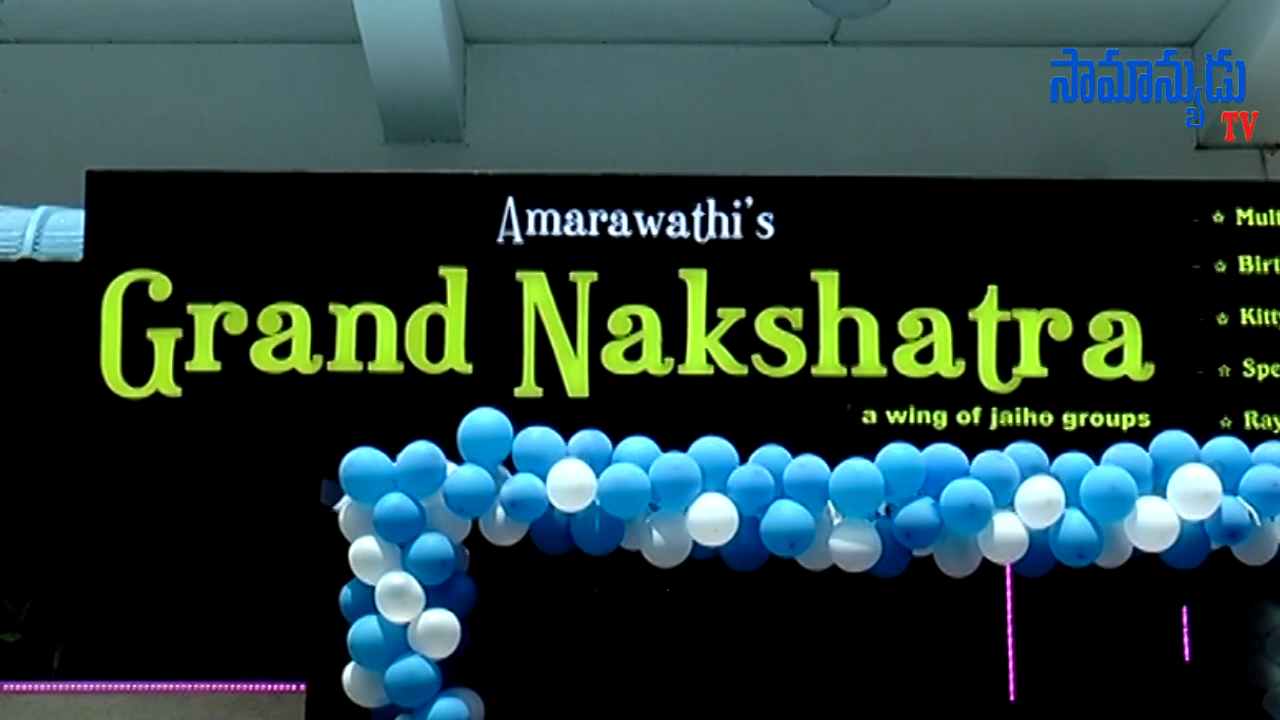 సామాన్యుడు
TV
Amarawathi's
Grand Nakshatra
a wing of jaiho groups